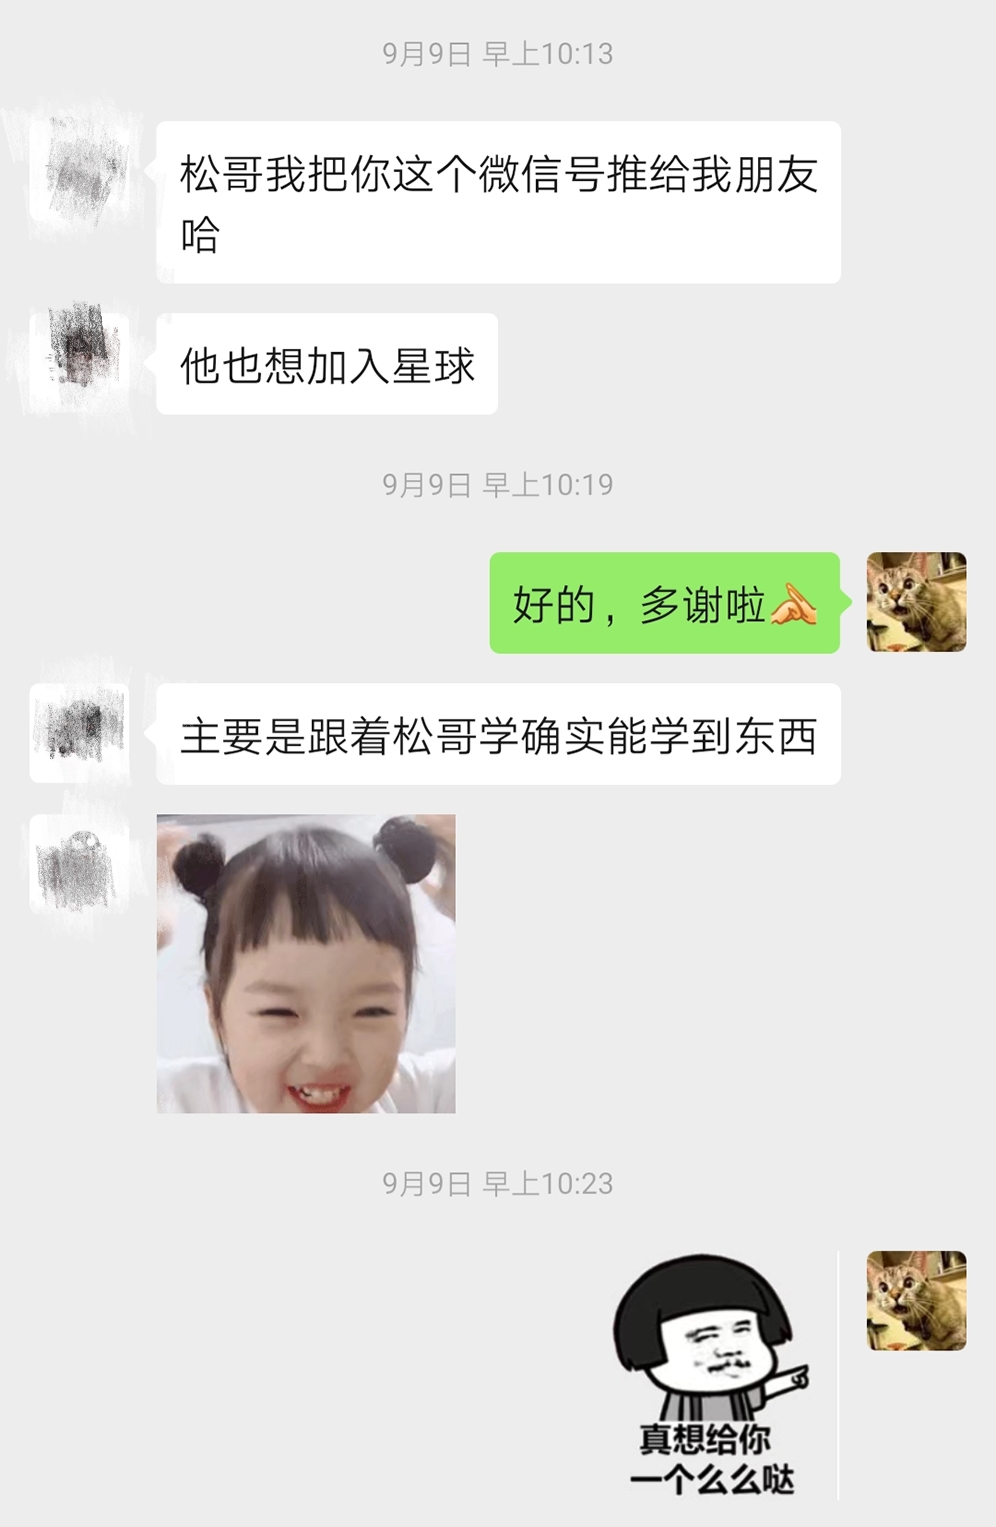 9月9日 早上10:13
松哥我把你这个微信号推给我朋友
哈
他也想加入星球
9月9日 早上10:19
好的，多谢啦
主要是跟着松哥学确实能学到东西
9月9日 早上10:23
真想给你
一个么么哒